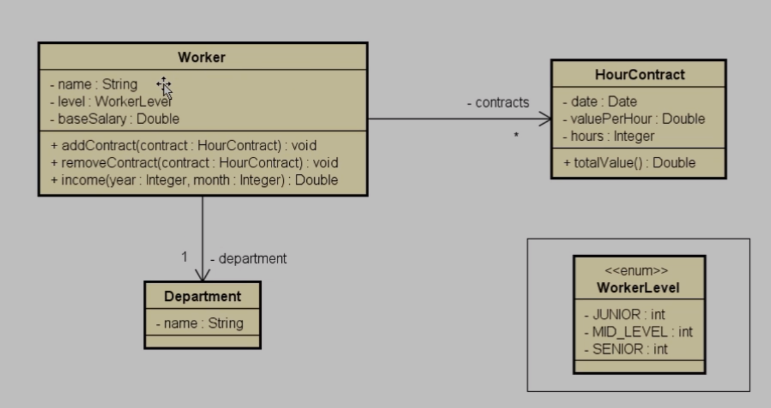 Worker
- name : String
- level : WorkerLevel
- baseSalary : Double
+ addContract(contract : HourContract) : void
+ removeContract(contract : HourContract) : void
+ income(year : Integer, month : Integer) : Double
- contracts
*
HourContract
- date : Date
- valuePerHour : Double
- hours : Integer
+ totalValue() : Double
1
- department
Department
- name : String
<<enum>>
WorkerLevel
- JUNIOR : int
- MID_LEVEL : int
- SENIOR : int